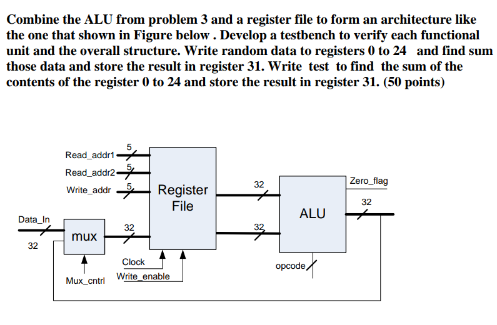 Combine the ALU from problem 3 and a register file to form an architecture like
the one that shown in Figure below . Develop a testbench to verify each functional
unit and the overall structure. Write random data to registers 0 to 24 and find sum
those data and store the result in register 31. Write test to find the sum of the
contents of the register 0 to 24 and store the result in register 31. (50 points)
Read_addr1
5
Read_addr2
5
Write_addr
5
Register
File
32
32
ALU
Zero_flag
32
Data_In
32
mux
32
Clock
Write_enable
Mux_cntrl
opcode